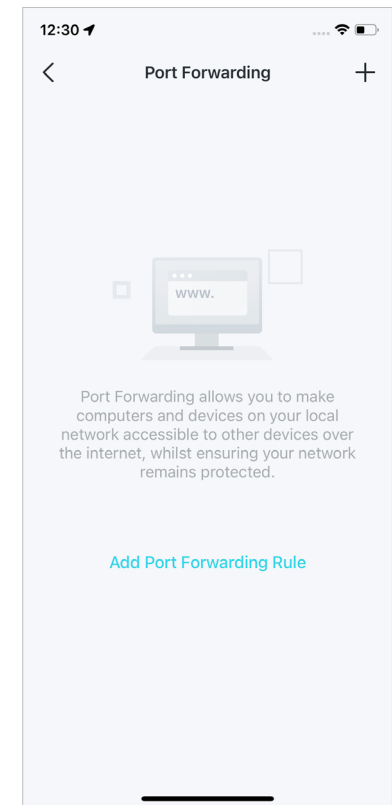 12:30
Port Forwarding
www.
Port Forwarding allows you to make
computers and devices on your local
network accessible to other devices over
the internet, whilst ensuring your network
remains protected.
Add Port Forwarding Rule